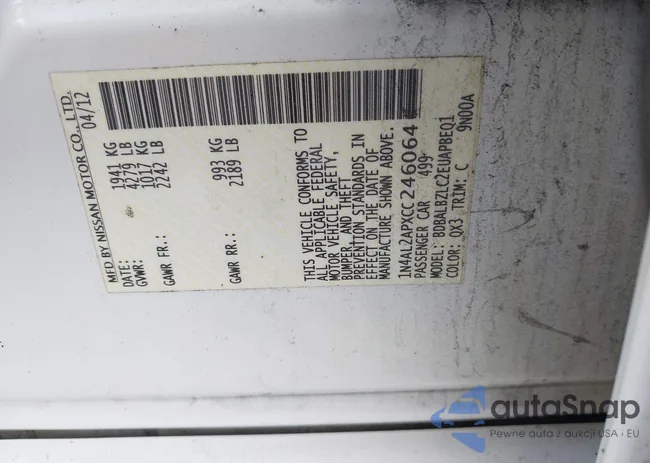 MFD BY NISSAN MOTOR CO., LTD.
DATE: 04/12
GVWR: 1941 KG
4279 LB
GAWR FR.: 1017 KG
2242 LB
GAWR RR.: 993 KG
2189 LB
THIS VEHICLE CONFORMS TO
ALL APPLICABLE FEDERAL
MOTOR VEHICLE SAFETY,
BUMPER, AND THEFT
PREVENTION STANDARDS IN
EFFECT ON THE DATE OF
MANUFACTURE SHOWN ABOVE.
1N4AL2APXCC246064
PASSENGER CAR 499
MODEL: BDBALBZLC2EUAPBEQ1
COLOR: QX3 TRIM: C 9N00A
autaSnap
Pewne auta z aukcji USA i EU